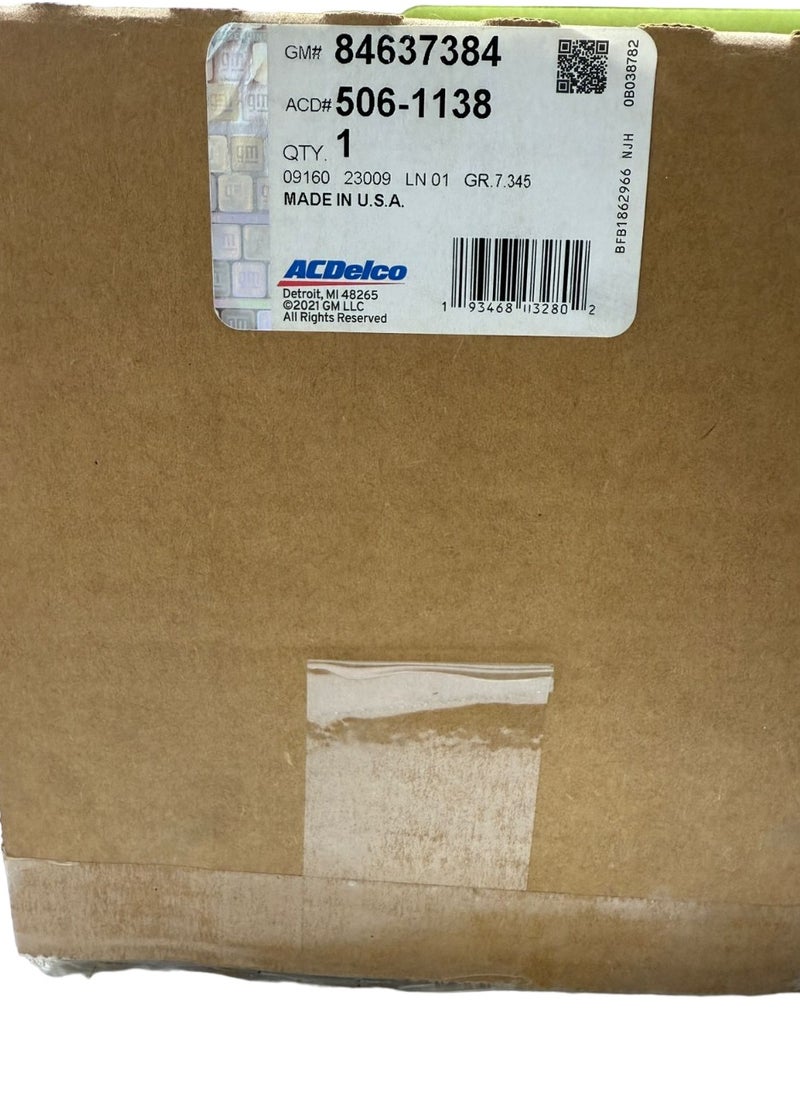 GM# 84637384
ACD# 506-1138
QTY. 1
09160 23009 LN 01 GR.7.345
MADE IN U.S.A.
ACDelco
Detroit, MI 48265
©2021 GM LLC
All Rights Reserved
1 93468 13280 2
BFB1862966 NJH 0B038782
gm